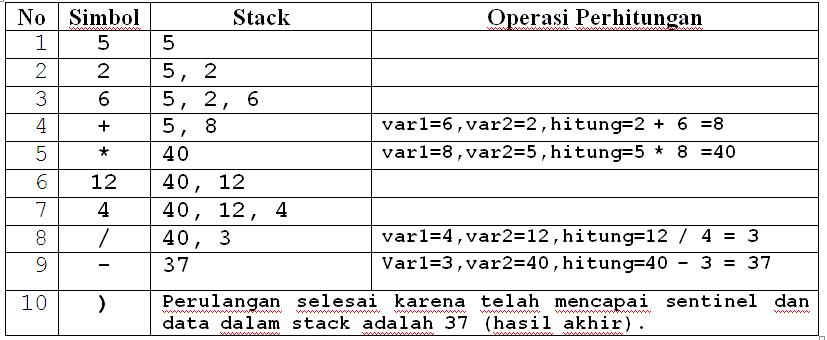 No Simbol Stack Operasi Perhitungan
1 5 5
2 2 5, 2
3 6 5, 2, 6
4 + 5, 8 var1=6,var2=2,hitung=2 + 6 =8
5 * 40 var1=8,var2=5,hitung=5 * 8 =40
6 12 40, 12
7 4 40, 12, 4
8 / 40, 3 var1=4,var2=12,hitung=12 / 4 = 3
9 - 37 Var1=3,var2=40,hitung=40 - 3 = 37
10 ) Perulangan selesai karena telah mencapai sentinel dan
data dalam stack adalah 37 (hasil akhir).